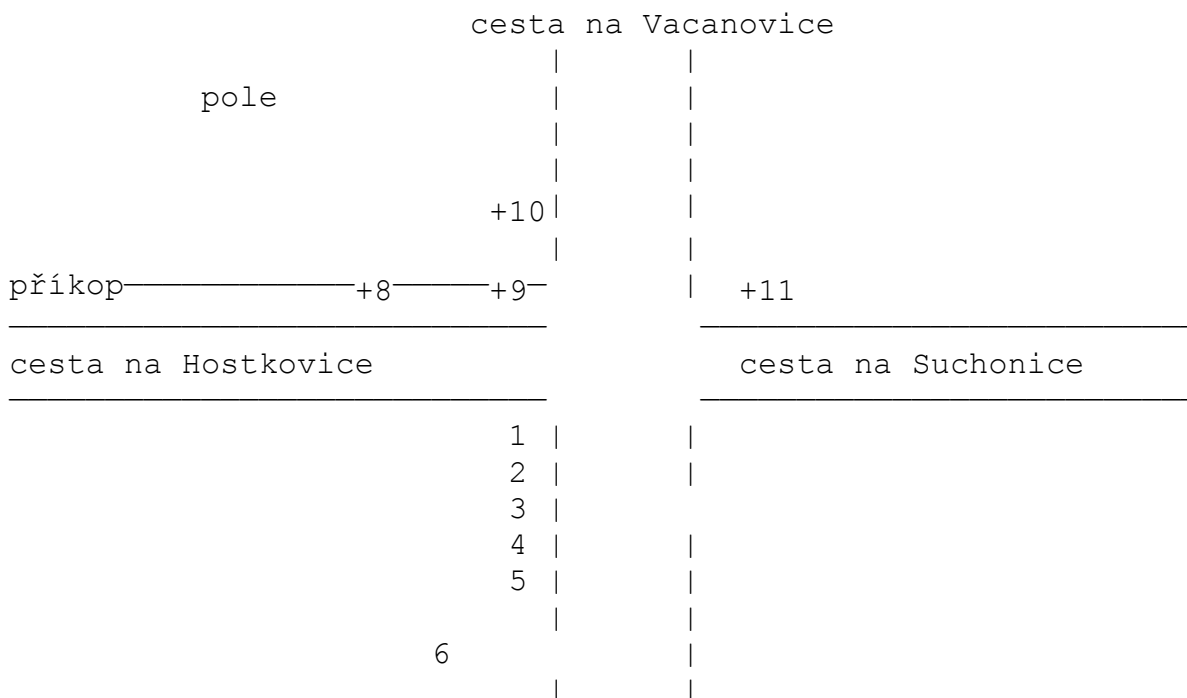 cesta na Vacanovice
pole
+10
příkop +8 +9 +11
cesta na Hostkovice cesta na Suchonice
1
2
3
4
5
6